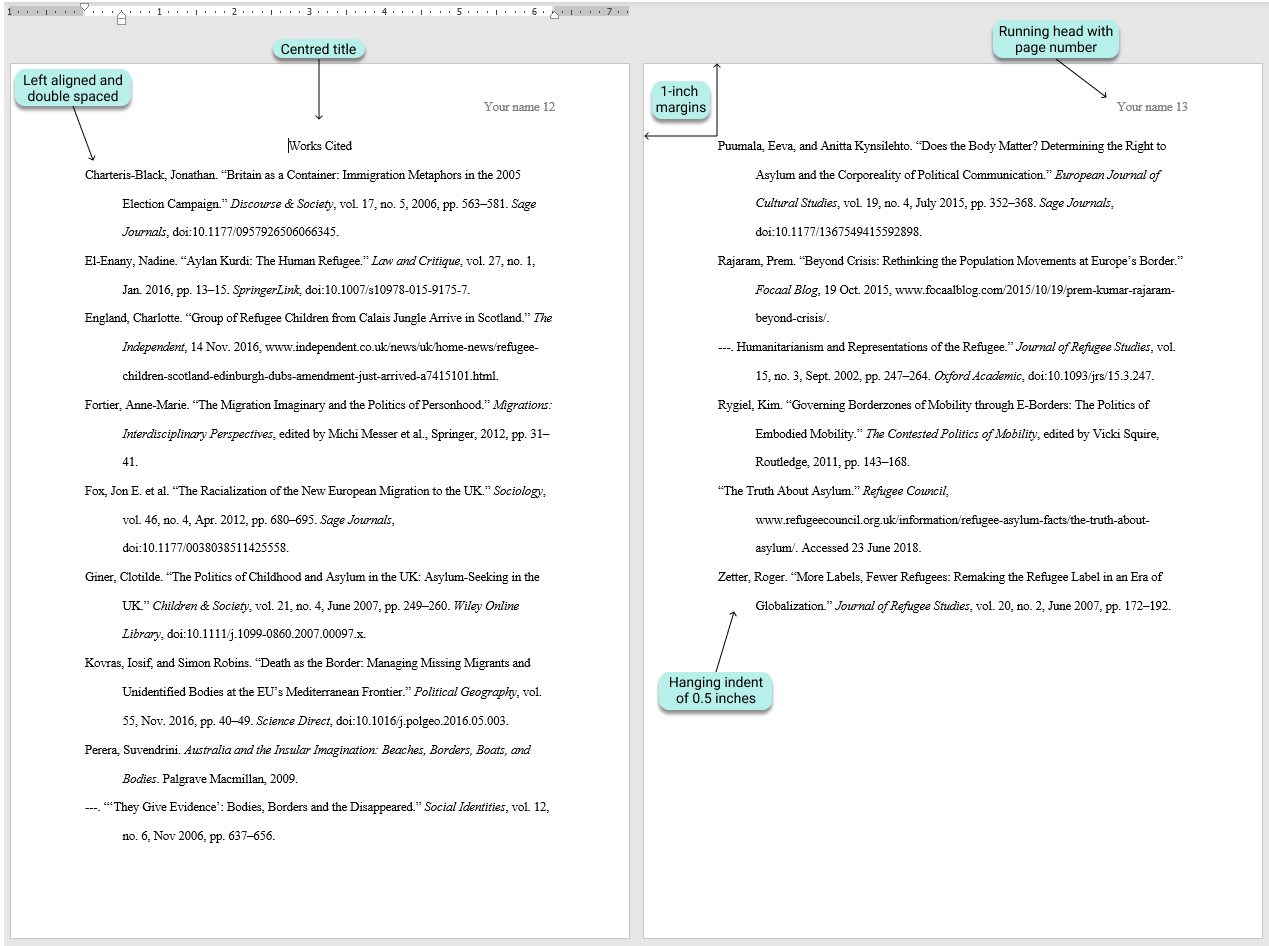 1 1 2 3 4 5 6 7
Centred title
Left aligned and
double spaced
Your name 12
Works Cited
Charteris-Black, Jonathan. “Britain as a Container: Immigration Metaphors in the 2005
Election Campaign.” Discourse & Society, vol. 17, no. 5, 2006, pp. 563–581. Sage
Journals, doi:10.1177/0957926506066345.
El-Enany, Nadine. “Aylan Kurdi: The Human Refugee.” Law and Critique, vol. 27, no. 1,
Jan. 2016, pp. 13–15. SpringerLink, doi:10.1007/s10978-015-9175-7.
England, Charlotte. “Group of Refugee Children from Calais Jungle Arrive in Scotland.” The
Independent, 14 Nov. 2016, www.independent.co.uk/news/uk/home-news/refugee-
children-scotland-edinburgh-dubs-amendment-just-arrived-a7415101.html.
Fortier, Anne-Marie. “The Migration Imaginary and the Politics of Personhood.” Migrations:
Interdisciplinary Perspectives, edited by Michi Messer et al., Springer, 2012, pp. 31–
41.
Fox, Jon E. et al. “The Racialization of the New European Migration to the UK.” Sociology,
vol. 46, no. 4, Apr. 2012, pp. 680–695. Sage Journals,
doi:10.1177/0038038511425558.
Giner, Clotilde. “The Politics of Childhood and Asylum in the UK: Asylum-Seeking in the
UK.” Children & Society, vol. 21, no. 4, June 2007, pp. 249–260. Wiley Online
Library, doi:10.1111/j.1099-0860.2007.00097.x.
Kovras, Iosif, and Simon Robins. “Death as the Border: Managing Missing Migrants and
Unidentified Bodies at the EU’s Mediterranean Frontier.” Political Geography, vol.
55, Nov. 2016, pp. 40–49. Science Direct, doi:10.1016/j.polgeo.2016.05.003.
Perera, Suvendrini. Australia and the Insular Imagination: Beaches, Borders, Boats, and
Bodies. Palgrave Macmillan, 2009.
---. “‘They Give Evidence’: Bodies, Borders and the Disappeared.” Social Identities, vol. 12,
no. 6, Nov 2006, pp. 637–656.
Running head with
page number
1-inch
margins
Your name 13
Puumala, Eeva, and Anitta Kynsilehto. “Does the Body Matter? Determining the Right to
Asylum and the Corporeality of Political Communication.” European Journal of
Cultural Studies, vol. 19, no. 4, July 2015, pp. 352–368. Sage Journals,
doi:10.1177/1367549415592898.
Rajaram, Prem. “Beyond Crisis: Rethinking the Population Movements at Europe’s Border.”
Focaal Blog, 19 Oct. 2015, www.focaalblog.com/2015/10/19/prem-kumar-rajaram-
beyond-crisis/.
---. Humanitarianism and Representations of the Refugee.” Journal of Refugee Studies, vol.
15, no. 3, Sept. 2002, pp. 247–264. Oxford Academic, doi:10.1093/jrs/15.3.247.
Rygiel, Kim. “Governing Borderzones of Mobility through E-Borders: The Politics of
Embodied Mobility.” The Contested Politics of Mobility, edited by Vicki Squire,
Routledge, 2011, pp. 143–168.
“The Truth About Asylum.” Refugee Council,
www.refugeecouncil.org.uk/information/refugee-asylum-facts/the-truth-about-
asylum/. Accessed 23 June 2018.
Zetter, Roger. “More Labels, Fewer Refugees: Remaking the Refugee Label in an Era of
Globalization.” Journal of Refugee Studies, vol. 20, no. 2, June 2007, pp. 172–192.
Hanging indent
of 0.5 inches